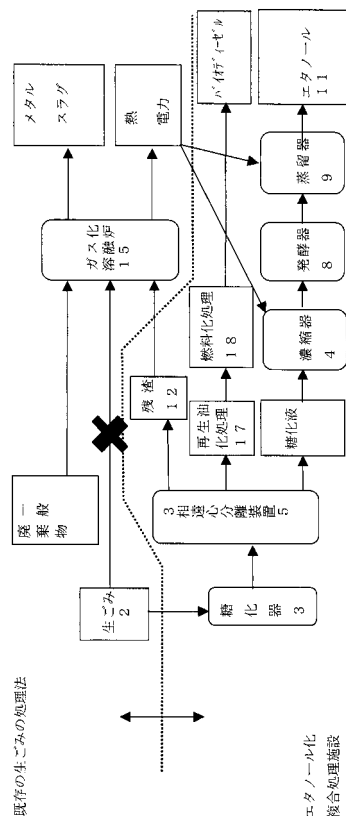 既存の生ごみの処理法
一般
廃棄
物
ガス化
溶融炉
15
メタル
スラグ
熱
電力
生ごみ
2
残渣
12
3相遠心分離装置
5
再生油
化処理
17
燃料化処理
18
バイオディーゼル
糖化器
3
糖化液
濃縮器
4
発酵器
8
蒸留器
9
エタノール
11
エタノール化
複合処理施設